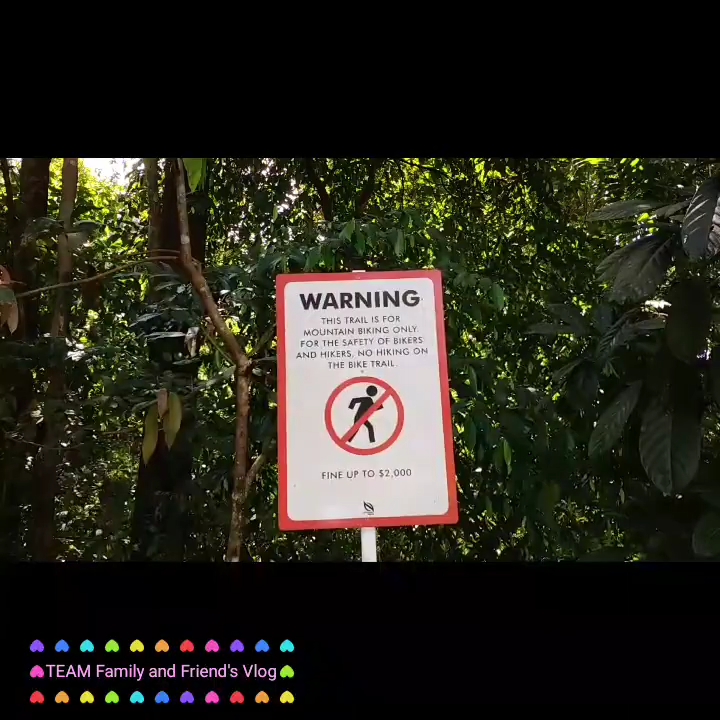 WARNING
THIS TRAIL IS FOR
MOUNTAIN BIKING ONLY.
FOR THE SAFETY OF BIKERS
AND HIKERS, NO HIKING ON
THE BIKE TRAIL.
FINE UP TO $2,000
TEAM Family and Friend's Vlog